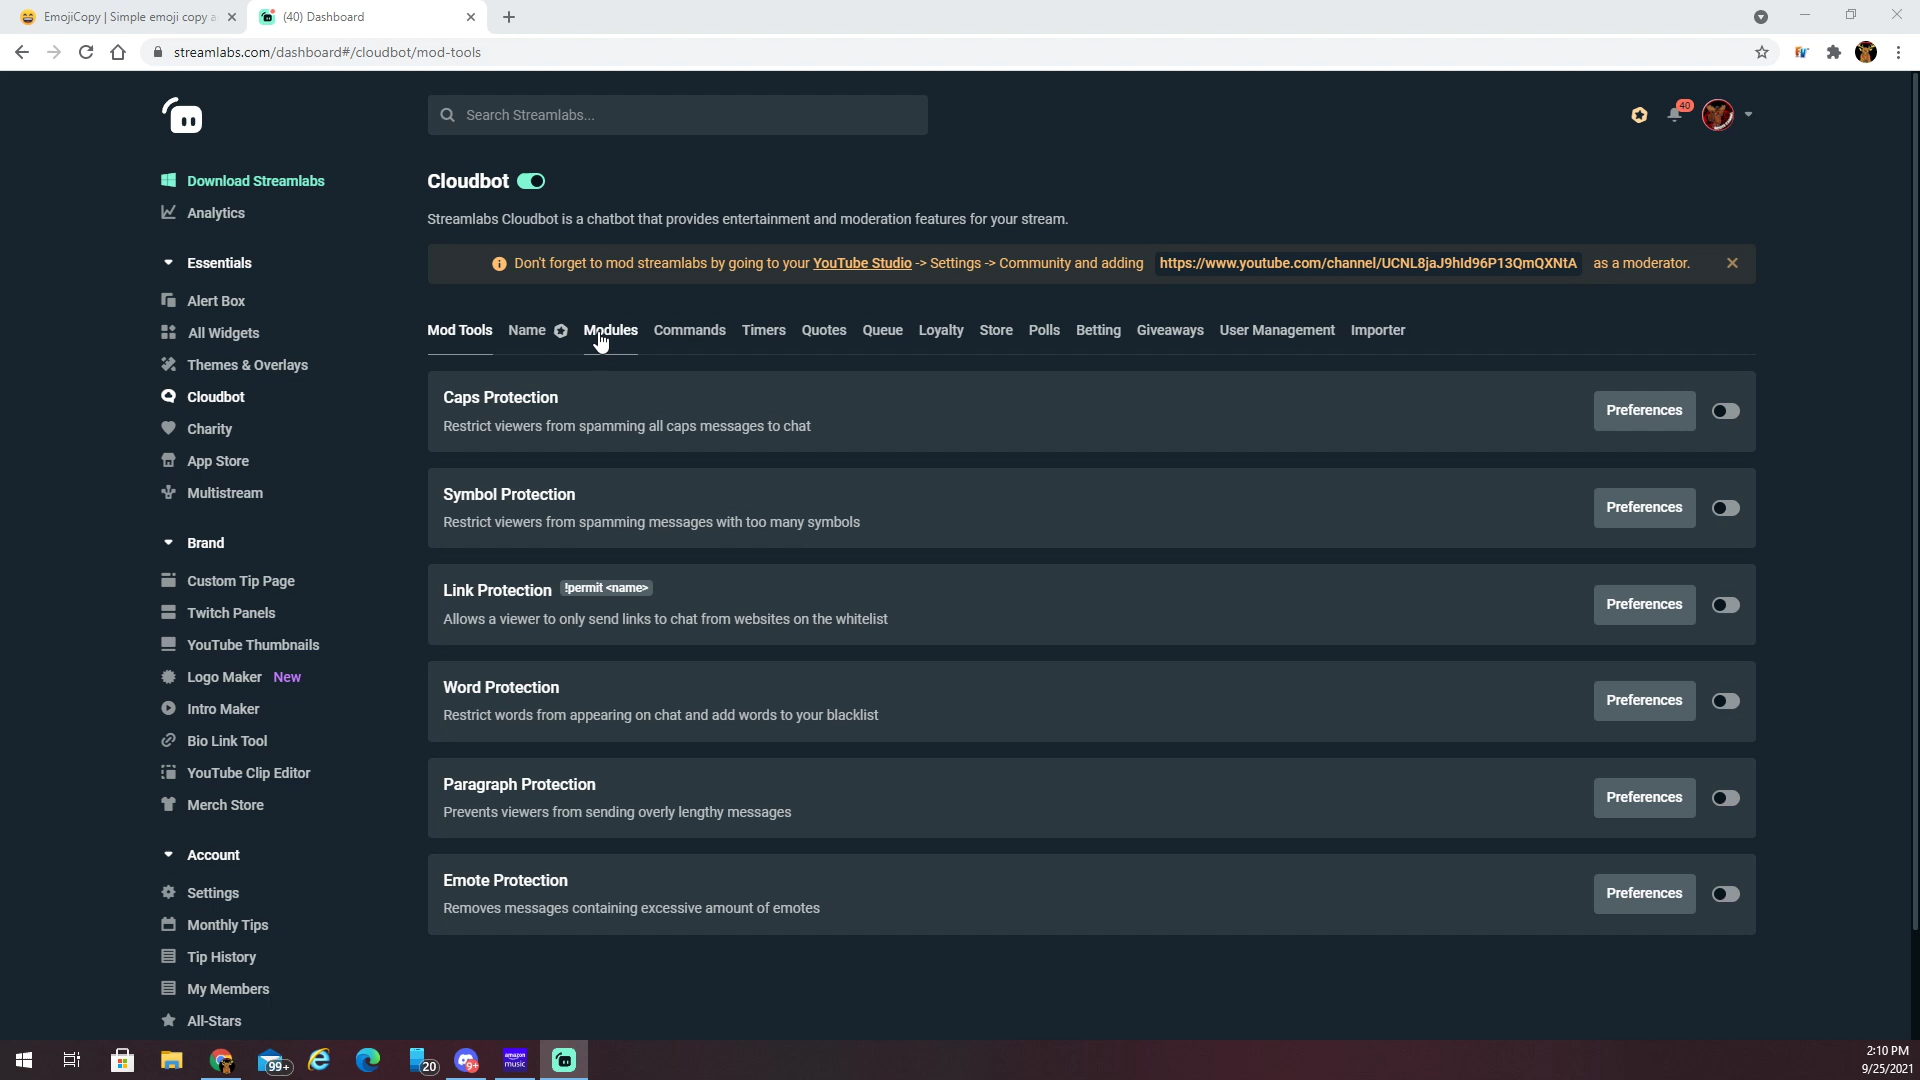 EmojiCopy | Simple emoji copy a
(40) Dashboard
streamlabs.com/dashboard#/cloudbot/mod-tools
Search Streamlabs...
40
Download Streamlabs
Analytics
Essentials
Alert Box
All Widgets
Themes & Overlays
Cloudbot
Charity
App Store
Multistream
Brand
Custom Tip Page
Twitch Panels
YouTube Thumbnails
Logo Maker New
Intro Maker
Bio Link Tool
YouTube Clip Editor
Merch Store
Account
Settings
Monthly Tips
Tip History
My Members
All-Stars
Cloudbot
Streamlabs Cloudbot is a chatbot that provides entertainment and moderation features for your stream.
Don't forget to mod streamlabs by going to your YouTube Studio -> Settings -> Community and adding https://www.youtube.com/channel/UCNL8jaJ9hId96P13QmQXNtA as a moderator.
Mod Tools Name Modules Commands Timers Quotes Queue Loyalty Store Polls Betting Giveaways User Management Importer
Caps Protection
Restrict viewers from spamming all caps messages to chat
Preferences
Symbol Protection
Restrict viewers from spamming messages with too many symbols
Preferences
Link Protection !permit <name>
Allows a viewer to only send links to chat from websites on the whitelist
Preferences
Word Protection
Restrict words from appearing on chat and add words to your blacklist
Preferences
Paragraph Protection
Prevents viewers from sending overly lengthy messages
Preferences
Emote Protection
Removes messages containing excessive amount of emotes
Preferences
99+
20
9+
amazon
music
2:10 PM
9/25/2021